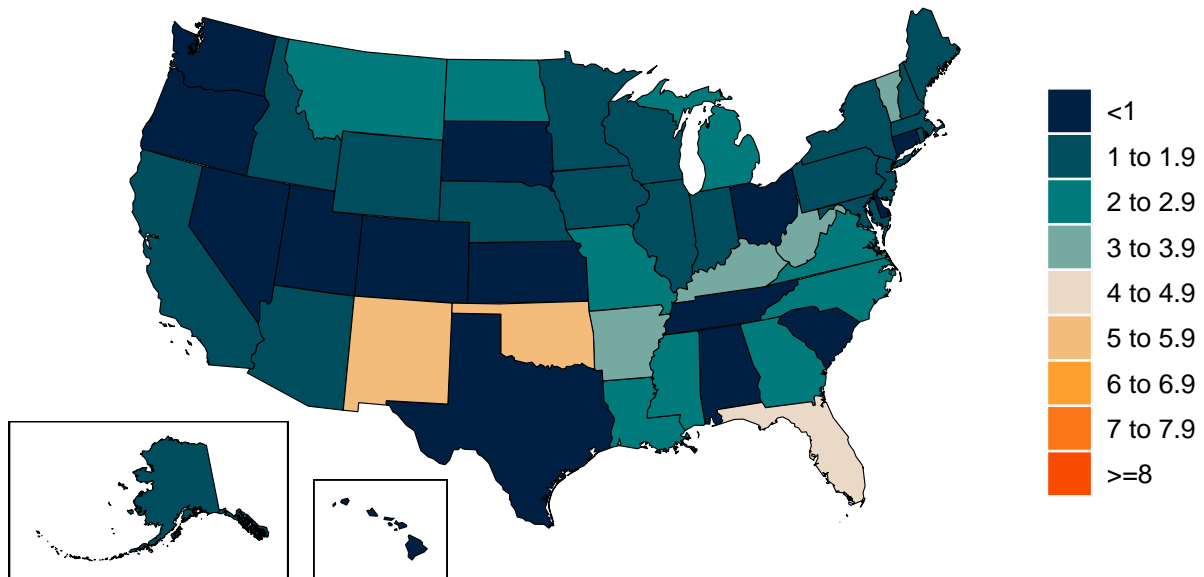 <1
1 to 1.9
2 to 2.9
3 to 3.9
4 to 4.9
5 to 5.9
6 to 6.9
7 to 7.9
>=8